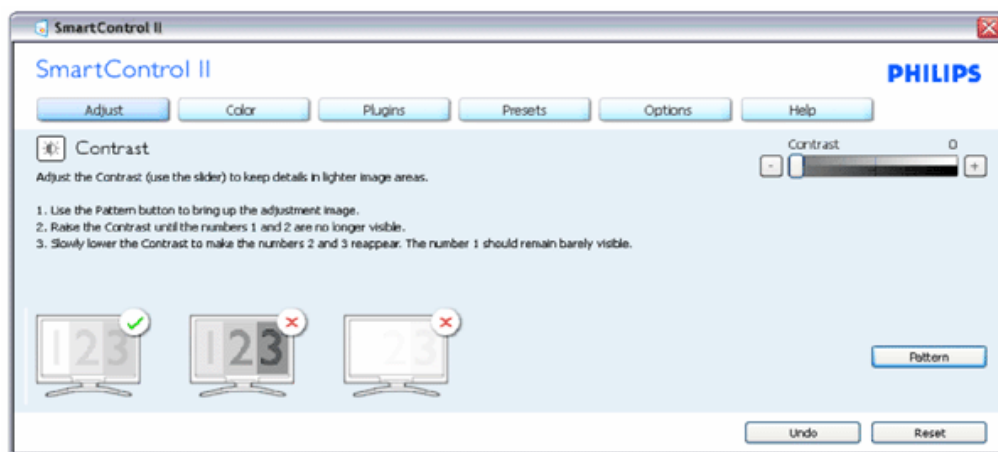 SmartControl II
SmartControl II
PHILIPS
Adjust Color Plugins Presets Options Help
Contrast
Contrast 0
- +
Adjust the Contrast (use the slider) to keep details in lighter image areas.
1. Use the Pattern button to bring up the adjustment image.
2. Raise the Contrast until the numbers 1 and 2 are no longer visible.
3. Slowly lower the Contrast to make the numbers 2 and 3 reappear. The number 1 should remain barely visible.
123 123 23
Pattern
Undo Reset